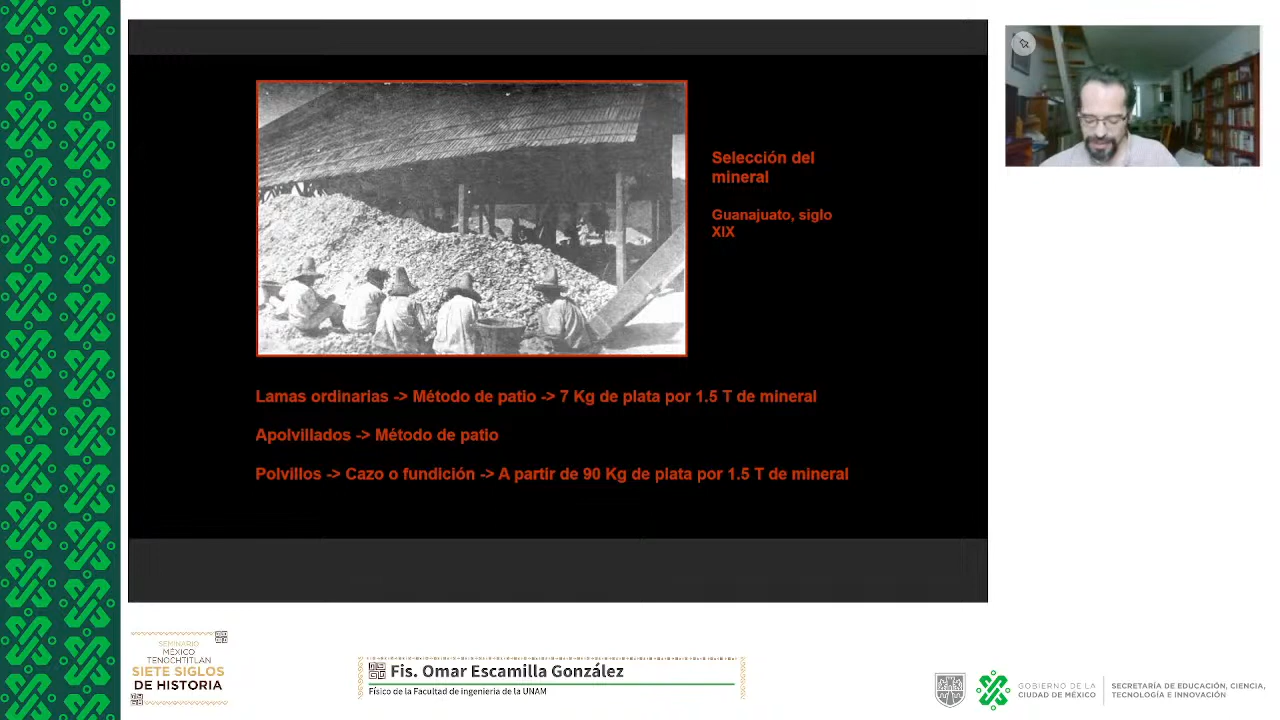 Selección del
mineral
Guanajuato, siglo
XIX
Lamas ordinarias -> Método de patio -> 7 Kg de plata por 1.5 T de mineral
Apolvillados -> Método de patio
Polvillos -> Cazo o fundición -> A partir de 90 Kg de plata por 1.5 T de mineral
SEMINARIO
MÉXICO
TENOCHTITLAN
SIETE SIGLOS
DE HISTORIA
Fis. Omar Escamilla González
Físico de la Facultad de ingeniería de la UNAM
GOBIERNO DE LA
CIUDAD DE MÉXICO
SECRETARÍA DE EDUCACIÓN, CIENCIA,
TECNOLOGÍA E INNOVACIÓN